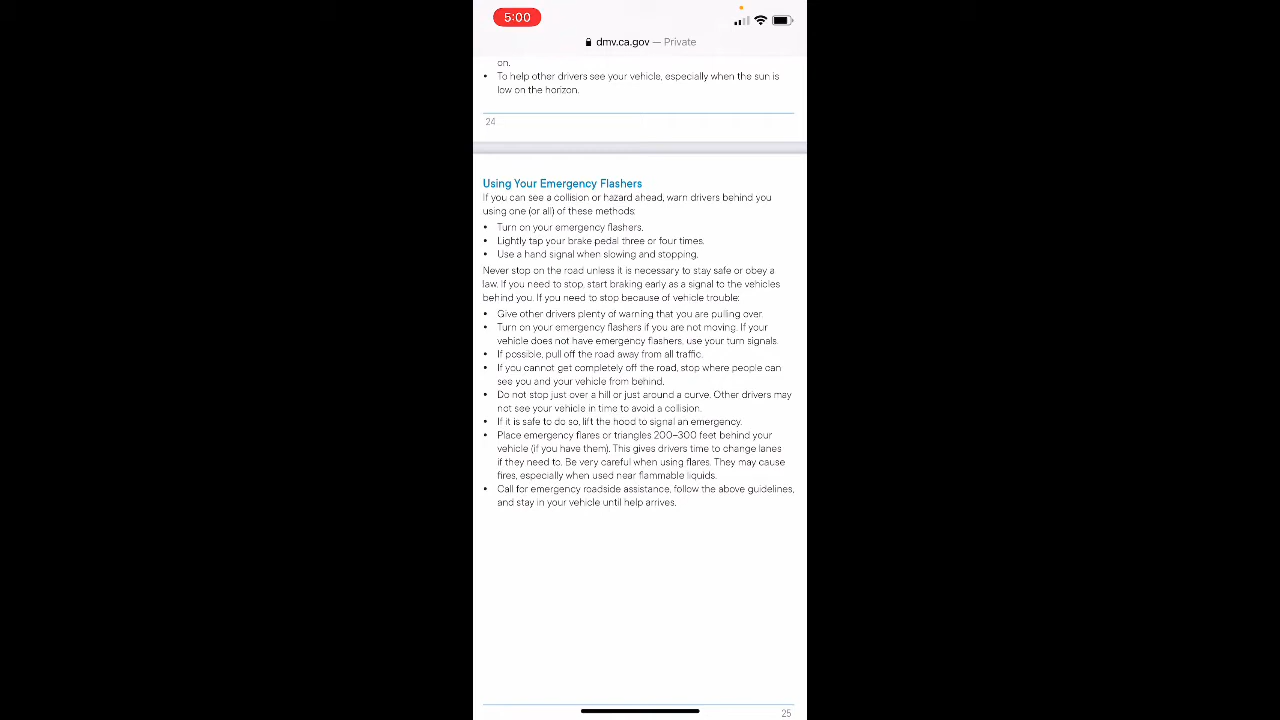 5:00
dmv.ca.gov — Private
on.
• To help other drivers see your vehicle, especially when the sun is
low on the horizon.
24
Using Your Emergency Flashers
If you can see a collision or hazard ahead, warn drivers behind you
using one (or all) of these methods:
• Turn on your emergency flashers.
• Lightly tap your brake pedal three or four times.
• Use a hand signal when slowing and stopping.
Never stop on the road unless it is necessary to stay safe or obey a
law. If you need to stop, start braking early as a signal to the vehicles
behind you. If you need to stop because of vehicle trouble:
• Give other drivers plenty of warning that you are pulling over.
• Turn on your emergency flashers if you are not moving. If your
vehicle does not have emergency flashers, use your turn signals.
• If possible, pull off the road away from all traffic.
• If you cannot get completely off the road, stop where people can
see you and your vehicle from behind.
• Do not stop just over a hill or just around a curve. Other drivers may
not see your vehicle in time to avoid a collision.
• If it is safe to do so, lift the hood to signal an emergency.
• Place emergency flares or triangles 200–300 feet behind your
vehicle (if you have them). This gives drivers time to change lanes
if they need to. Be very careful when using flares. They may cause
fires, especially when used near flammable liquids.
• Call for emergency roadside assistance, follow the above guidelines,
and stay in your vehicle until help arrives.
25